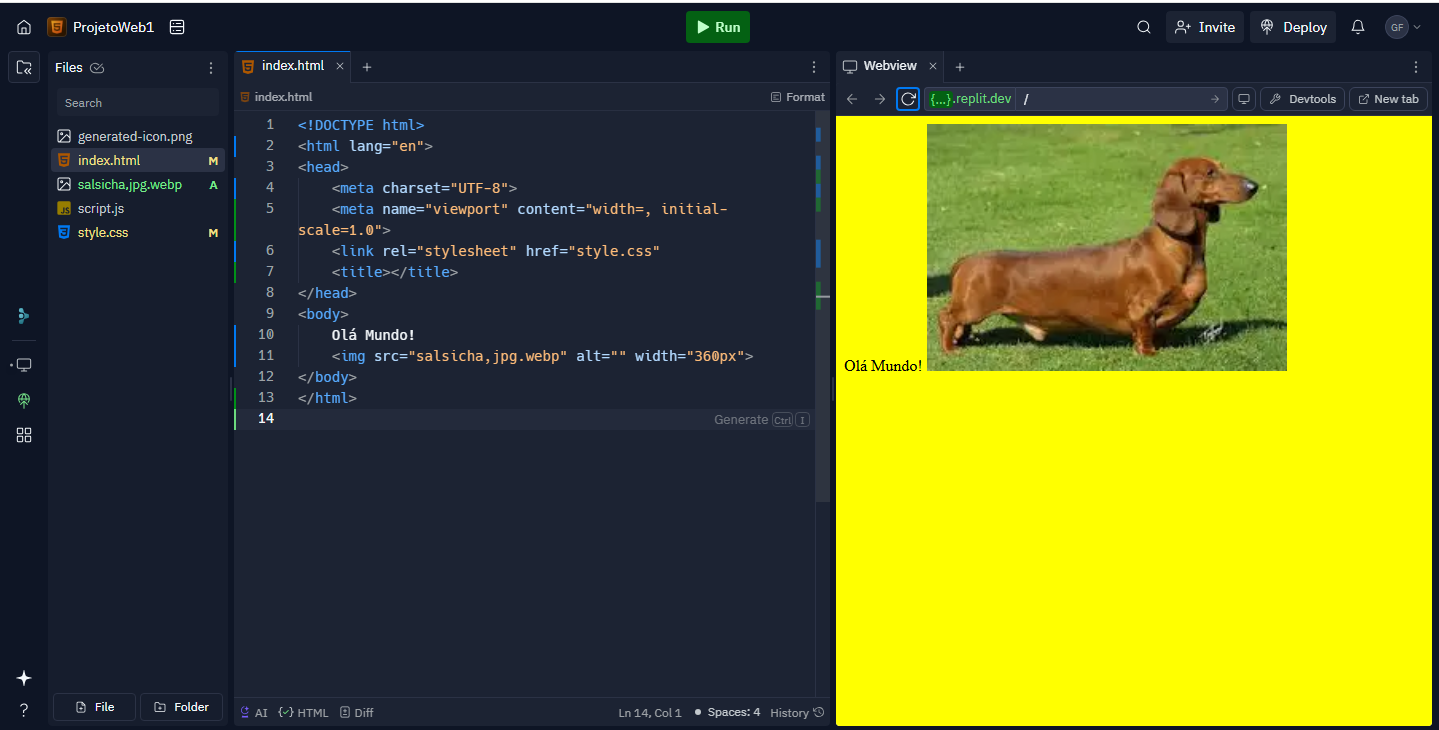 ProjetoWeb1
Run
Invite
Deploy
GF
Files
Search
generated-icon.png
index.html M
salsicha,jpg.webp A
script.js
style.css M
File
Folder
index.html
index.html
Format
1 <!DOCTYPE html>
2 <html lang="en">
3 <head>
4 <meta charset="UTF-8">
5 <meta name="viewport" content="width=, initial-
scale=1.0">
6 <link rel="stylesheet" href="style.css"
7 <title></title>
8 </head>
9 <body>
10 Olá Mundo!
11 <img src="salsicha,jpg.webp" alt="" width="360px">
12 </body>
13 </html>
14
Generate Ctrl I
AI
HTML
Diff
Ln 14, Col 1
Spaces: 4
History
Webview
{...}.replit.dev /
Devtools
New tab
Olá Mundo!